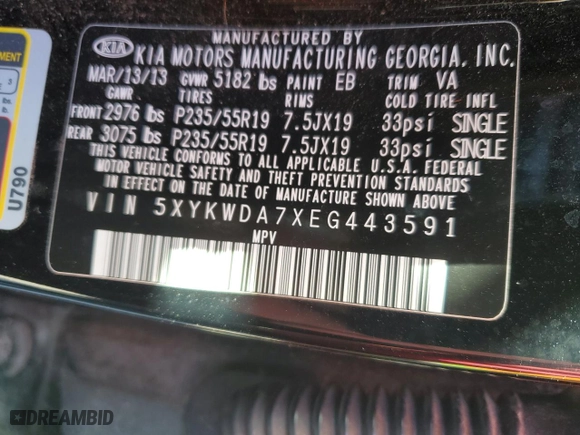 MANUFACTURED BY
KIA KIA MOTORS MANUFACTURING GEORGIA, INC.
MAR/13/13 GVWR 5182 lbs PAINT EB TRIM VA
GAWR TIRES RIMS COLD TIRE INFL
FRONT 2976 lbs P235/55R19 7.5JX19 33psi SINGLE
REAR 3075 lbs P235/55R19 7.5JX19 33psi SINGLE
THIS VEHICLE CONFORMS TO ALL APPLICABLE U.S.A. FEDERAL
MOTOR VEHICLE SAFETY AND THEFT PREVENTION STANDARDS
IN EFFECT ON THE DATE OF MANUFACTURE SHOWN ABOVE.
VIN 5XYKWDA7XEG443591
MPV
U790
DREAMBID